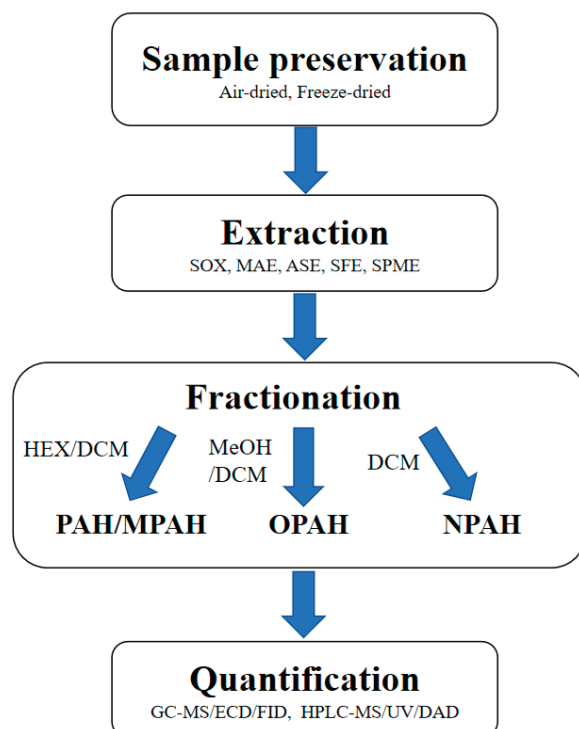 Sample preservation
Air-dried, Freeze-dried
Extraction
SOX, MAE, ASE, SFE, SPME
Fractionation
HEX/DCM
MeOH
/DCM
DCM
PAH/MPAH
OPAH
NPAH
Quantification
GC-MS/ECD/FID, HPLC-MS/UV/DAD